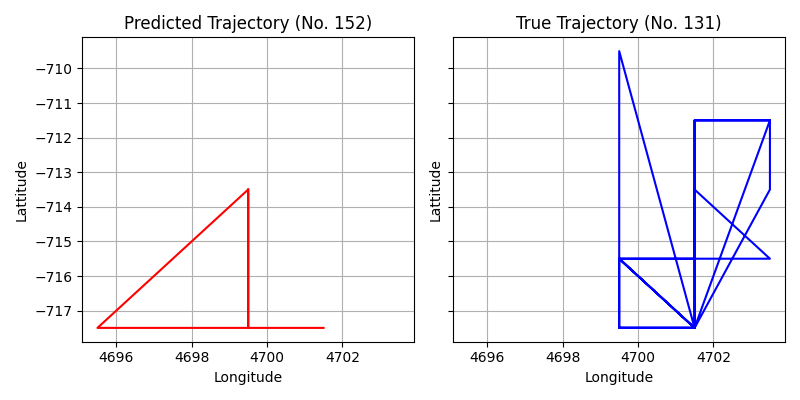 Predicted Trajectory (No. 152)
True Trajectory (No. 131)
−710
−711
−712
−713
−714
−715
−716
−717
Lattitude
Lattitude
4696 4698 4700 4702
4696 4698 4700 4702
Longitude
Longitude